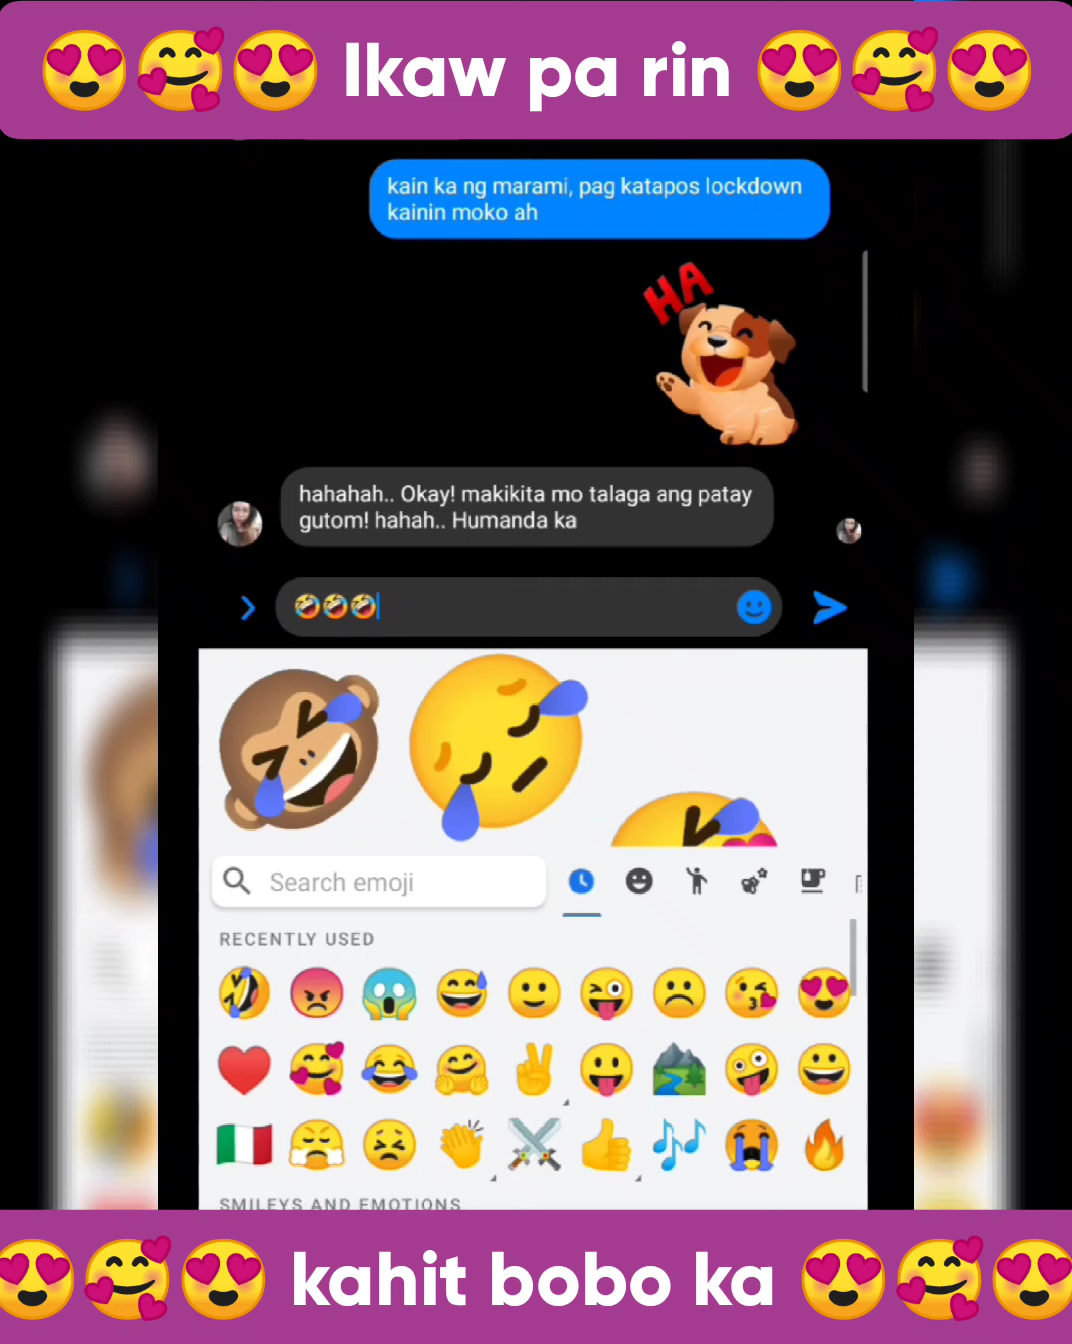 😍🥰😍 Ikaw pa rin 😍🥰😍
kain ka ng marami, pag katapos lockdown
kainin moko ah
HA
hahahah.. Okay! makikita mo talaga ang patay
gutom! hahah.. Humanda ka
🤣🤣🤣
Search emoji
RECENTLY USED
SMILEYS AND EMOTIONS
😍🥰😍 kahit bobo ka 😍🥰😍